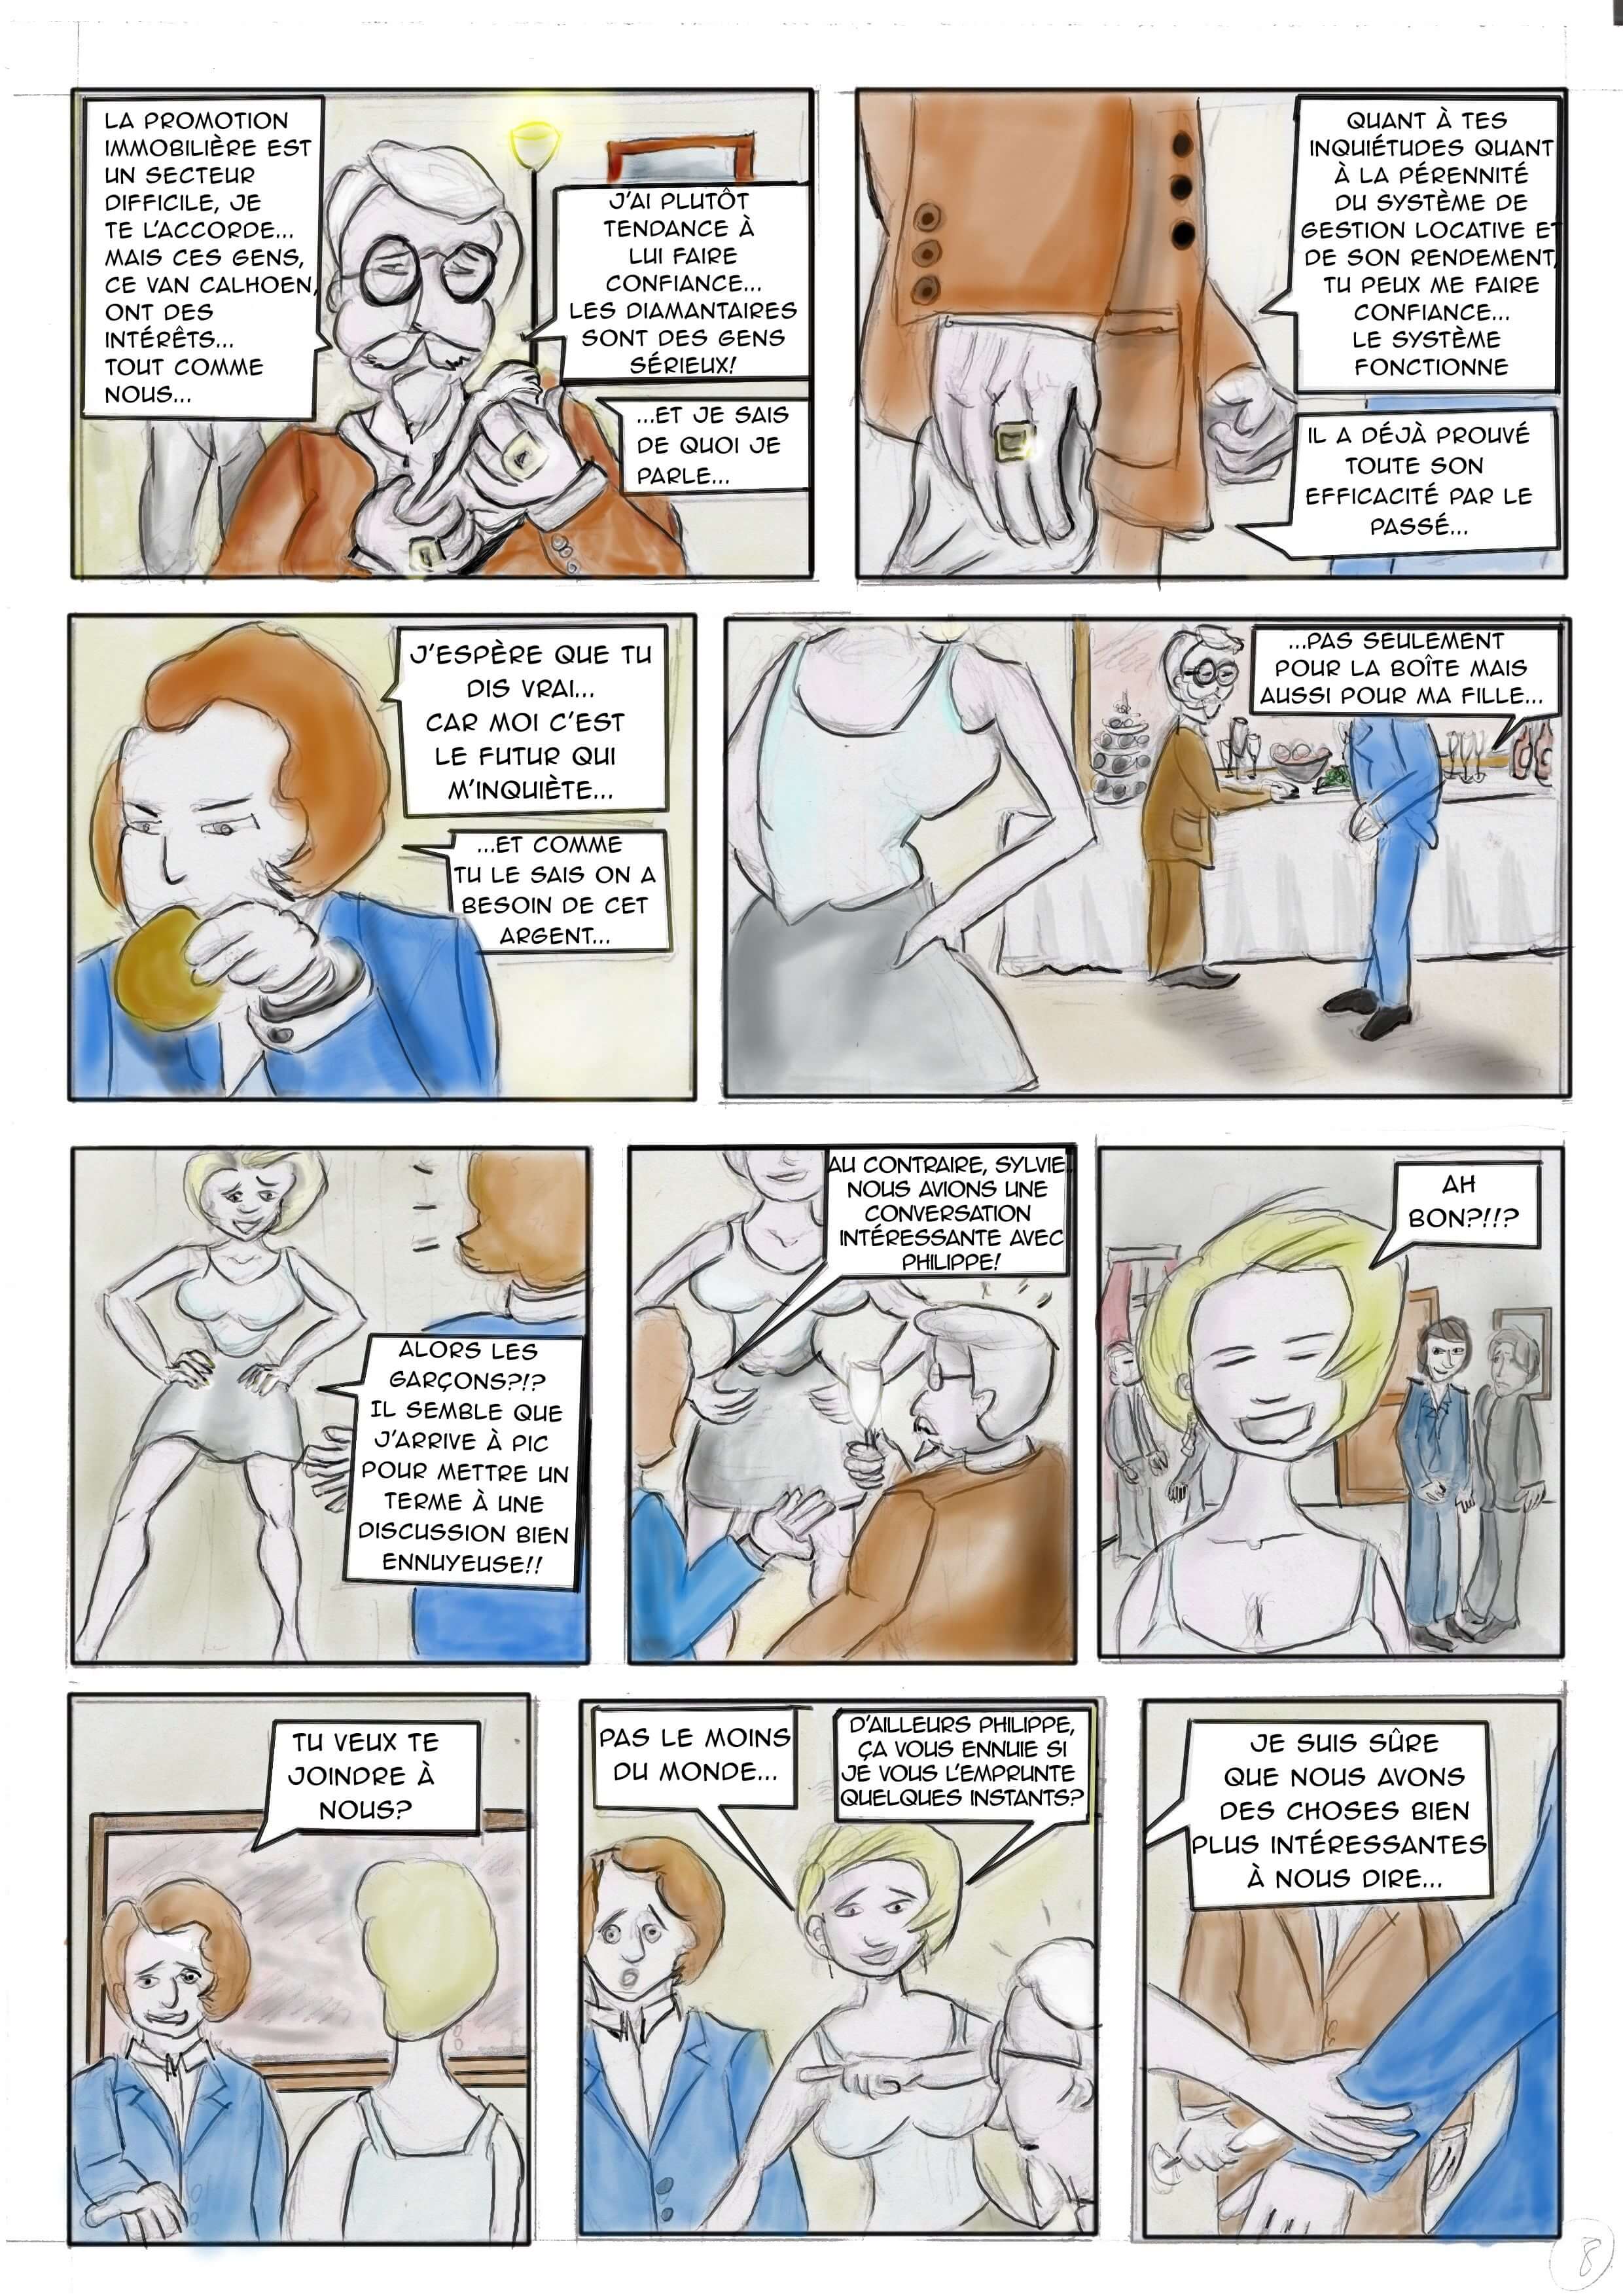 LA PROMOTION
IMMOBILIÈRE EST
UN SECTEUR
DIFFICILE, JE
TE L'ACCORDE...
MAIS CES GENS,
CE VAN CALHOEN,
ONT DES
INTÉRÊTS...
TOUT COMME
NOUS...
J'AI PLUTÔT
TENDANCE À
LUI FAIRE
CONFIANCE...
LES DIAMANTAIRES
SONT DES GENS
SÉRIEUX!
...ET JE SAIS
DE QUOI JE
PARLE...
QUANT À TES
INQUIÉTUDES QUANT
À LA PÉRENNITÉ
DU SYSTÈME DE
GESTION LOCATIVE ET
DE SON RENDEMENT,
TU PEUX ME FAIRE
CONFIANCE...
LE SYSTÈME
FONCTIONNE
IL A DÉJÀ PROUVÉ
TOUTE SON
EFFICACITÉ PAR LE
PASSÉ...
J'ESPÈRE QUE TU
DIS VRAI...
CAR MOI C'EST
LE FUTUR QUI
M'INQUIÈTE...
...ET COMME
TU LE SAIS ON A
BESOIN DE CET
ARGENT...
...PAS SEULEMENT
POUR LA BOÎTE MAIS
AUSSI POUR MA FILLE...
ALORS LES
GARÇONS?!?
IL SEMBLE QUE
J'ARRIVE À PIC
POUR METTRE UN
TERME À UNE
DISCUSSION BIEN
ENNUYEUSE!!
AU CONTRAIRE, SYLVIE.
NOUS AVIONS UNE
CONVERSATION
INTÉRESSANTE AVEC
PHILIPPE!
AH
BON?!!?
TU VEUX TE
JOINDRE À
NOUS?
PAS LE MOINS
DU MONDE...
D'AILLEURS PHILIPPE,
ÇA VOUS ENNUIE SI
JE VOUS L'EMPRUNTE
QUELQUES INSTANTS?
JE SUIS SÛRE
QUE NOUS AVONS
DES CHOSES BIEN
PLUS INTÉRESSANTES
À NOUS DIRE...
8